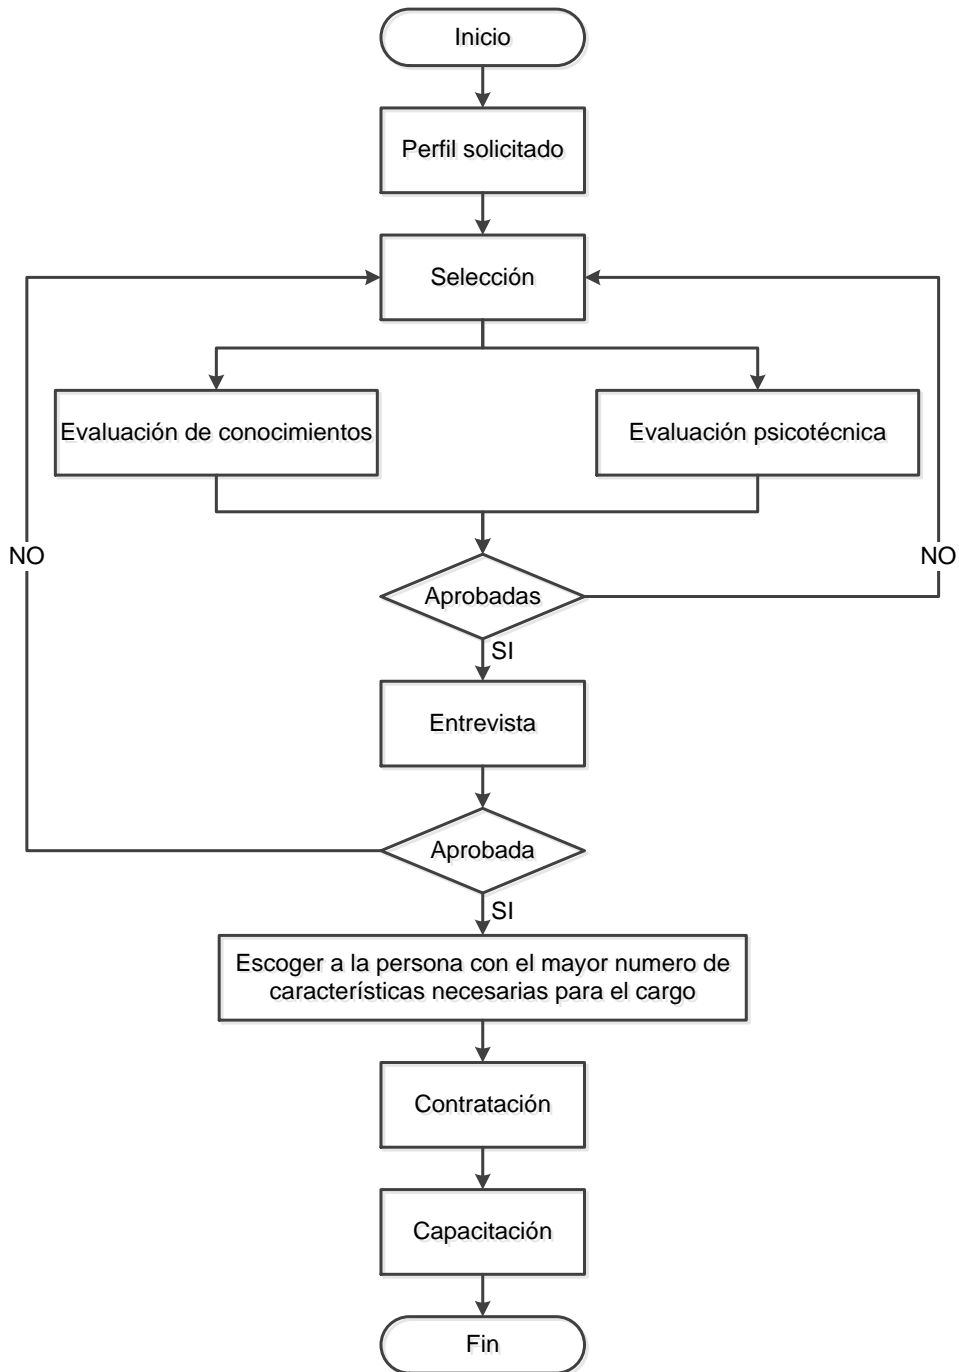 Inicio
Perfil solicitado
Selección
Evaluación de conocimientos
Evaluación psicotécnica
NO
NO
Aprobadas
SI
Entrevista
Aprobada
SI
Escoger a la persona con el mayor numero de
características necesarias para el cargo
Contratación
Capacitación
Fin